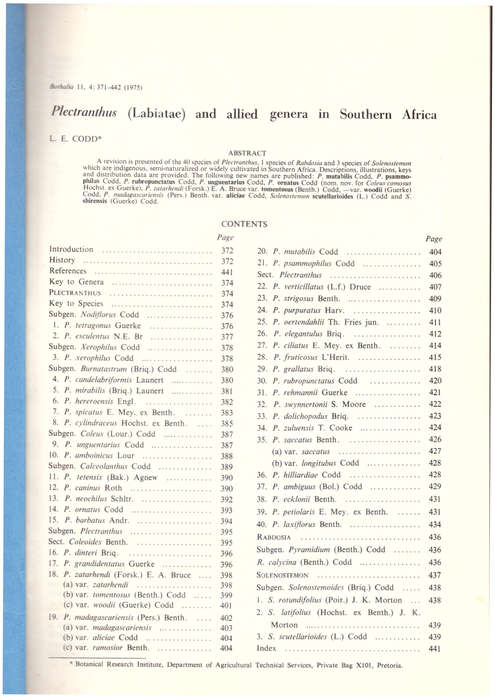 Bothalia 11, 4: 371-442 (1975)
Plectranthus (Labiatae) and allied genera in Southern Africa
L. E. CODD*
ABSTRACT
A revision is presented of the 40 species of Plectranthus, 1 species of Rabdosia and 3 species of Solenostemon
which are indigenous, semi-naturalized or widely cultivated in Southern Africa. Descriptions, illustrations, keys
and distribution data are provided. The following new names are published: P. mutabilis Codd, P. psammo-
philus Codd, P. rubropunctatus Codd, P. unguentarius Codd, P. ornatus Codd (nom. nov. for Coleus comosus
Hochst. ex Guerke), P. zatarhendi (Forsk.) E. A. Bruce var. tomentosus (Benth.) Codd, —var. woodii (Guerke)
Codd, P. madagascariensis (Pers.) Benth. var. aliciae Codd, Solenostemon scutellarioides (L.) Codd and S.
shirensis (Guerke) Codd.
CONTENTS
Page
Introduction 372
History 372
References 441
Key to Genera 374
PLECTRANTHUS 374
Key to Species 374
Subgen. Nodiflorus Codd 376
1. P. tetragonus Guerke 376
2. P. esculentus N.E. Br 377
Subgen. Xerophilus Codd 378
3. P. xerophilus Codd 378
Subgen. Burnatastrum (Briq.) Codd 380
4. P. candelabriformis Launert 380
5. P. mirabilis (Briq.) Launert 381
6. P. hereroensis Engl. 382
7. P. spicatus E. Mey. ex Benth. 383
8. P. cylindraceus Hochst. ex Benth. 385
Subgen. Coleus (Lour.) Codd 387
9. P. unguentarius Codd 387
10. P. amboinicus Lour 388
Subgen. Calceolanthus Codd 389
11. P. tetensis (Bak.) Agnew 390
12. P. caninus Roth 390
13. P. neochilus Schltr. 392
14. P. ornatus Codd 393
15. P. barbatus Andr. 394
Subgen. Plectranthus 395
Sect. Coleoides Benth. 395
16. P. dinteri Briq. 396
17. P. grandidentatus Guerke 396
18. P. zatarhendi (Forsk.) E. A. Bruce 398
(a) var. zatarhendi 398
(b) var. tomentosus (Benth.) Codd 399
(c) var. woodii (Guerke) Codd 401
19. P. madagascariensis (Pers.) Benth. 402
(a) var. madagascariensis 403
(b) var. aliciae Codd 404
(c) var. ramosior Benth. 404
Page
20. P. mutabilis Codd 404
21. P. psammophilus Codd 405
Sect. Plectranthus 406
22. P. verticillatus (L.f.) Druce 407
23. P. strigosus Benth. 409
24. P. purpuratus Harv. 410
25. P. oertendahlii Th. Fries jun. 411
26. P. elegantulus Briq. 412
27. P. ciliatus E. Mey. ex Benth. 414
28. P. fruticosus L'Herit. 415
29. P. grallatus Briq. 418
30. P. rubropunctatus Codd 420
31. P. rehmannii Guerke 421
32. P. swynnertonii S. Moore 422
33. P. dolichopodus Briq. 423
34. P. zuluensis T. Cooke 424
35. P. saccatus Benth. 426
(a) var. saccatus 427
(b) var. longitubus Codd 428
36. P. hilliardiae Codd 428
37. P. ambiguus (Bol.) Codd 429
38. P. ecklonii Benth. 431
39. P. petiolaris E. Mey. ex Benth. 431
40. P. laxiflorus Benth. 434
RABDOSIA 436
Subgen. Pyramidium (Benth.) Codd 436
R. calycina (Benth.) Codd 436
SOLENOSTEMON 437
Subgen. Solenostemoides (Briq.) Codd 438
1. S. rotundifolius (Poir.) J. K. Morton 438
2. S. latifolius (Hochst. ex Benth.) J. K.
Morton 439
3. S. scutellarioides (L.) Codd 439
Index 441
* Botanical Research Institute, Department of Agricultural Technical Services, Private Bag X101, Pretoria.